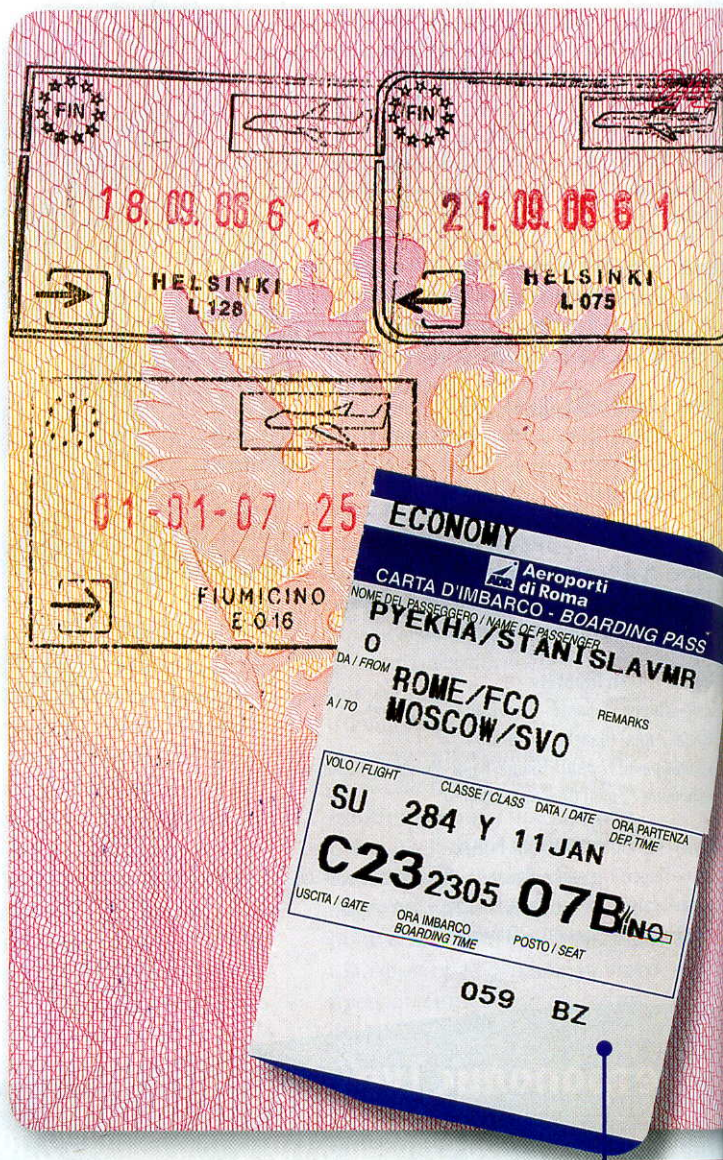 FIN
18. 09. 06 6 1
HELSINKI
L 128
FIN
21. 09. 06 6 1
HELSINKI
L 075
I
01-01-07 25
FIUMICINO
E 016
ECONOMY
ADR Aeroporti
di Roma
CARTA D'IMBARCO - BOARDING PASS
NOME DEL PASSEGGERO / NAME OF PASSENGER
PYEKHA/STANISLAVMR
O
DA / FROM ROME/FCO REMARKS
A / TO MOSCOW/SVO
VOLO / FLIGHT CLASSE / CLASS DATA / DATE ORA PARTENZA
DEP. TIME
SU 284 Y 11JAN
C23 2305 07B NO
USCITA / GATE ORA IMBARCO POSTO / SEAT
BOARDING TIME
059 BZ